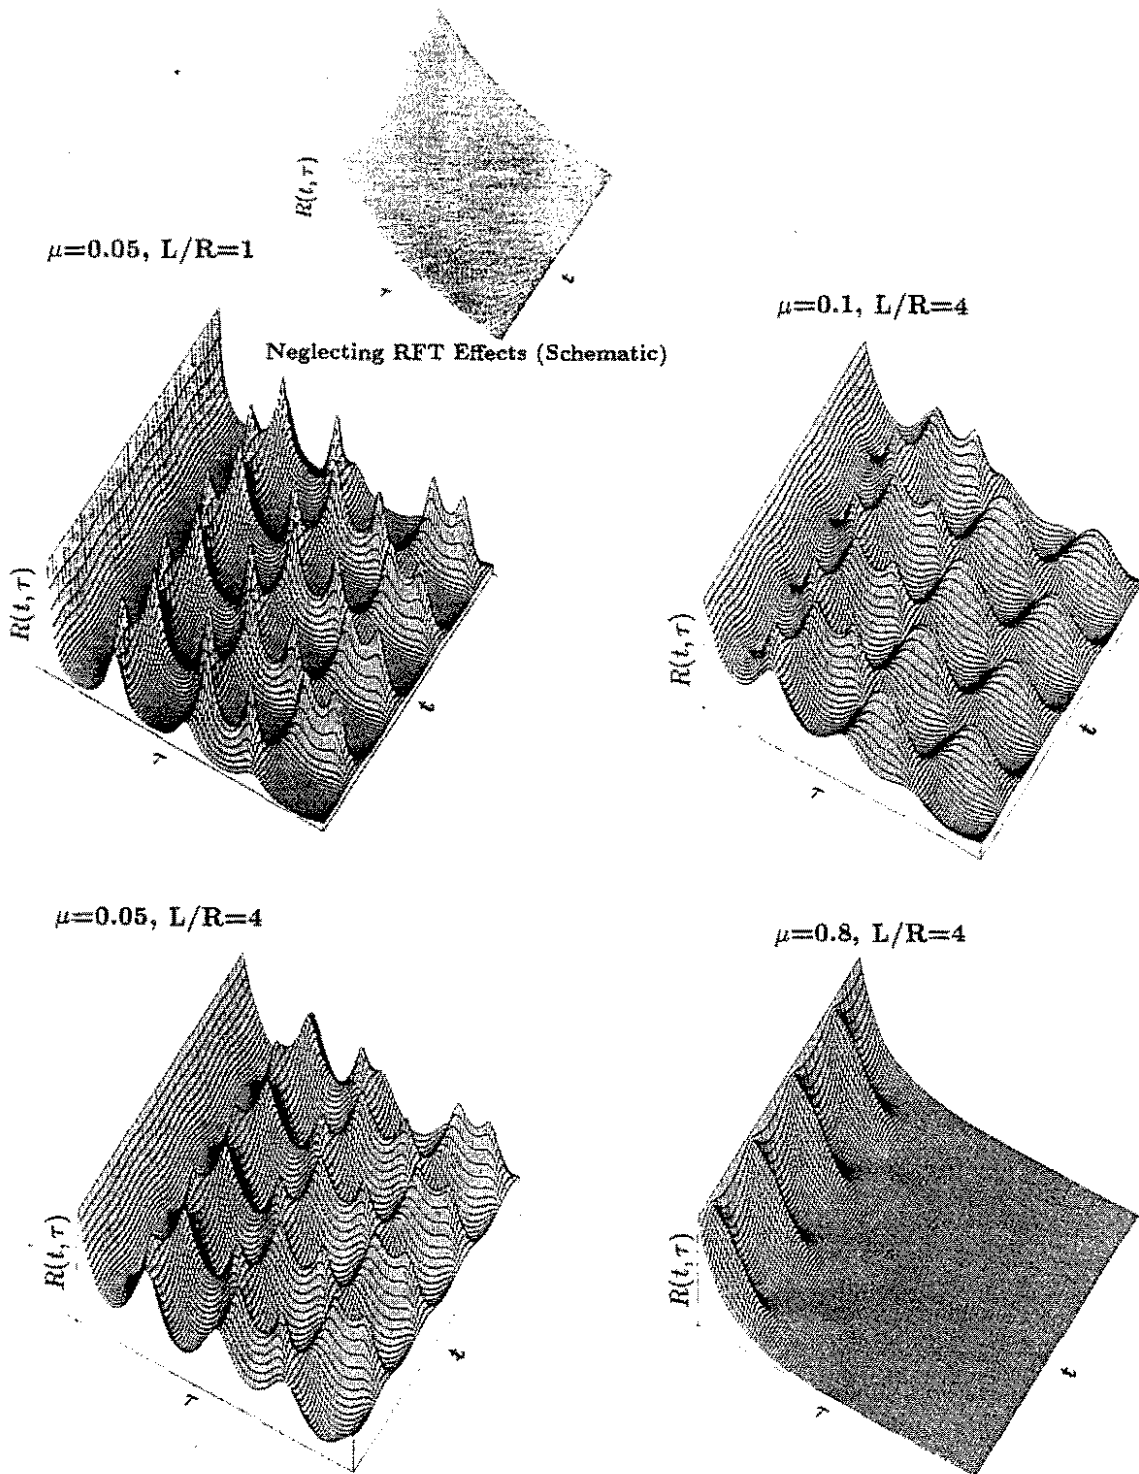 R(t,τ)
τ
t
μ=0.05, L/R=1
Neglecting RFT Effects (Schematic)
μ=0.1, L/R=4
R(t,τ)
τ
t
R(t,τ)
τ
t
μ=0.05, L/R=4
μ=0.8, L/R=4
R(t,τ)
τ
t
R(t,τ)
τ
t